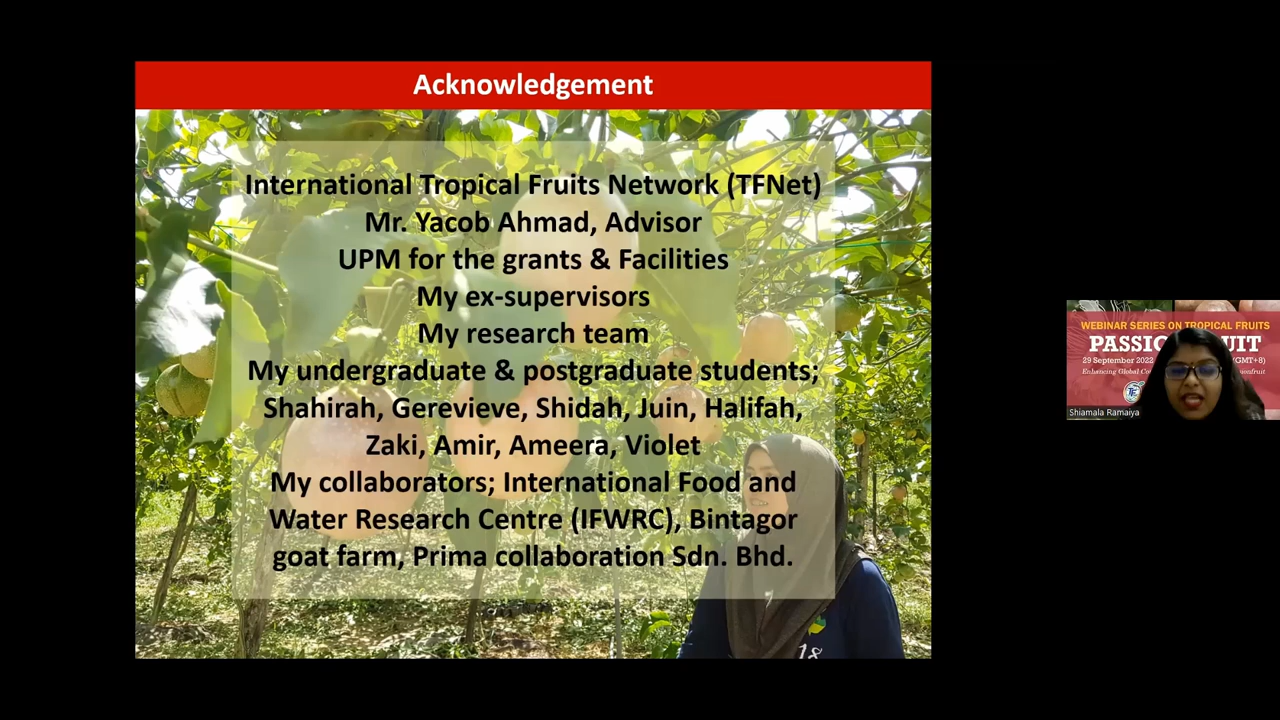 Acknowledgement
International Tropical Fruits Network (TFNet)
Mr. Yacob Ahmad, Advisor
UPM for the grants & Facilities
My ex-supervisors
My research team
My undergraduate & postgraduate students;
Shahirah, Gerevieve, Shidah, Juin, Halifah,
Zaki, Amir, Ameera, Violet
My collaborators; International Food and
Water Research Centre (IFWRC), Bintagor
goat farm, Prima collaboration Sdn. Bhd.
18
WEBINAR SERIES ON TROPICAL FRUITS
29 September 2022
Enhancing Global
Shiamala Ramaiya